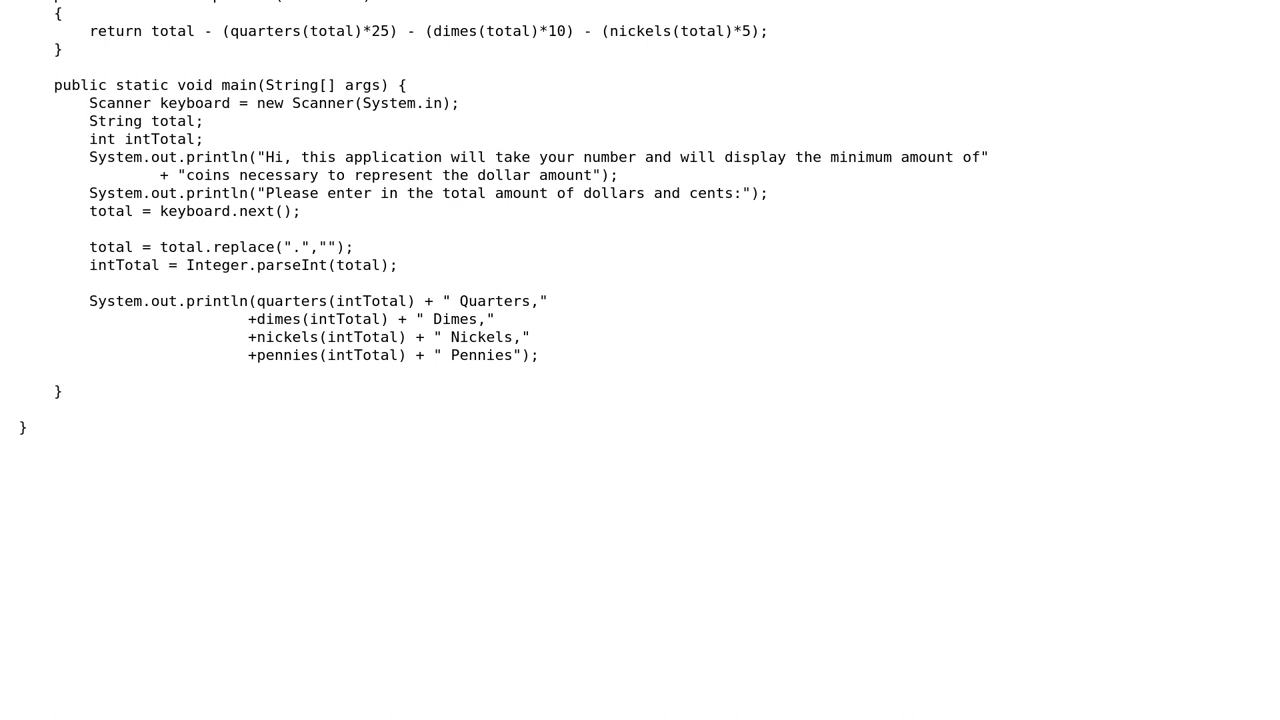 {
return total - (quarters(total)*25) - (dimes(total)*10) - (nickels(total)*5);
}
public static void main(String[] args) {
Scanner keyboard = new Scanner(System.in);
String total;
int intTotal;
System.out.println("Hi, this application will take your number and will display the minimum amount of"
+ "coins necessary to represent the dollar amount");
System.out.println("Please enter in the total amount of dollars and cents:");
total = keyboard.next();
total = total.replace(".","");
intTotal = Integer.parseInt(total);
System.out.println(quarters(intTotal) + " Quarters,"
+dimes(intTotal) + " Dimes,"
+nickels(intTotal) + " Nickels,"
+pennies(intTotal) + " Pennies");
}
}